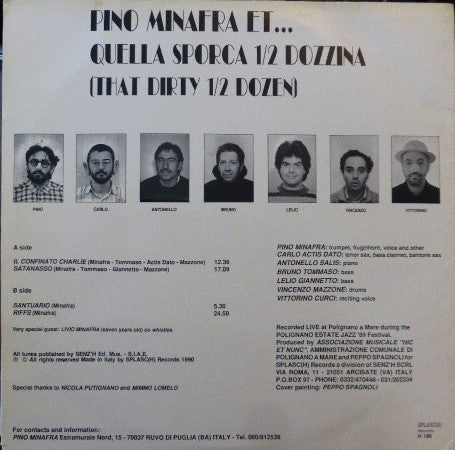 PINO MINAFRA ET...
QUELLA SPORCA 1/2 DOZZINA
(THAT DIRTY 1/2 DOZEN)
PINO CARLO ANTONELLO BRUNO LELIO VINCENZO VITTORINO
A side
IL CONFINATO CHARLIE (Minafra - Tommaso - Actis Dato - Mazzone) 12.36
SATANASSO (Minafra - Tommaso - Giannetto - Mazzone) 17.09
B side
SANTUARIO (Minafra) 5.30
RIFFS (Minafra) 24.50
Very special guest: LIVIO MINAFRA (seven years old) on whistles
All tunes published by SENZ'H Ed. Mus. - S.I.A.E.
℗ © All rights reserved Made in Italy by SPLASC(H) Records 1990
Special thanks to NICOLA PUTIGNANO and MIMMO LOMELO
For contacts and information:
PINO MINAFRA Estramurale Nord, 15 - 70037 RUVO DI PUGLIA (BA) ITALY - Tel. 080/812538
PINO MINAFRA: trumpet, flugelhorn, voice and other
CARLO ACTIS DATO: tenor sax, bass clarinet, baritone sax
ANTONELLO SALIS: piano
BRUNO TOMMASO: bass
LELIO GIANNETTO: bass
VINCENZO MAZZONE: drums
VITTORINO CURCI: reciting voice
Recorded LIVE at Polignano a Mare during the
POLIGNANO ESTATE JAZZ '89 Festival.
Produced by ASSOCIAZIONE MUSICALE "HIC
ET NUNC", AMMINISTRAZIONE COMUNALE DI
POLIGNANO A MARE and PEPPO SPAGNOLI for
SPLASC(H) Records a division of SENZ'H SCRL
VIA ROMA, 11 - 21051 ARCISATE (VA) ITALY
P.O.BOX 97 - PHONE: 0332/470448 - 031/262334
Cover painting: PEPPO SPAGNOLI
SPLASC(H)
Records
H 195